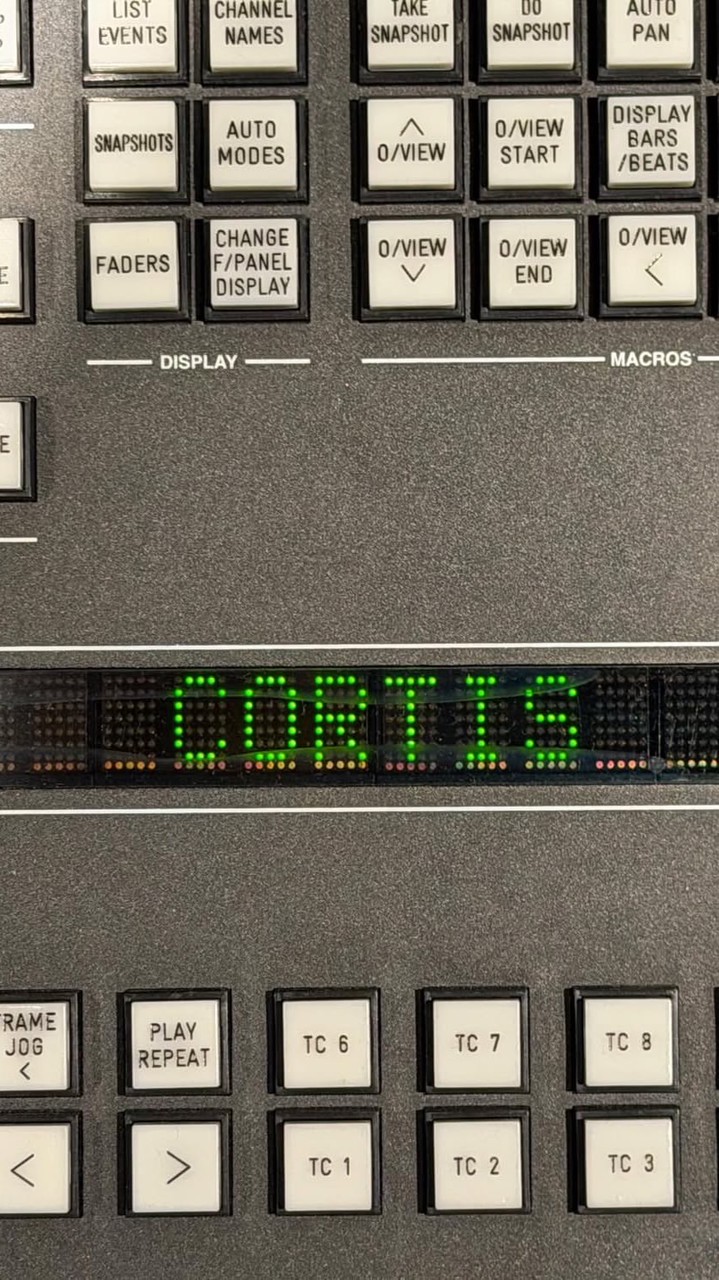 LIST
EVENTS
CHANNEL
NAMES
TAKE
SNAPSHOT
DO
SNAPSHOT
AUTO
PAN
SNAPSHOTS
AUTO
MODES
O/VIEW
O/VIEW
START
DISPLAY
BARS
/BEATS
FADERS
CHANGE
F/PANEL
DISPLAY
O/VIEW
O/VIEW
END
O/VIEW
<
DISPLAY
MACROS
CORTIS
FRAME
JOG
<
PLAY
REPEAT
TC 6
TC 7
TC 8
<
>
TC 1
TC 2
TC 3